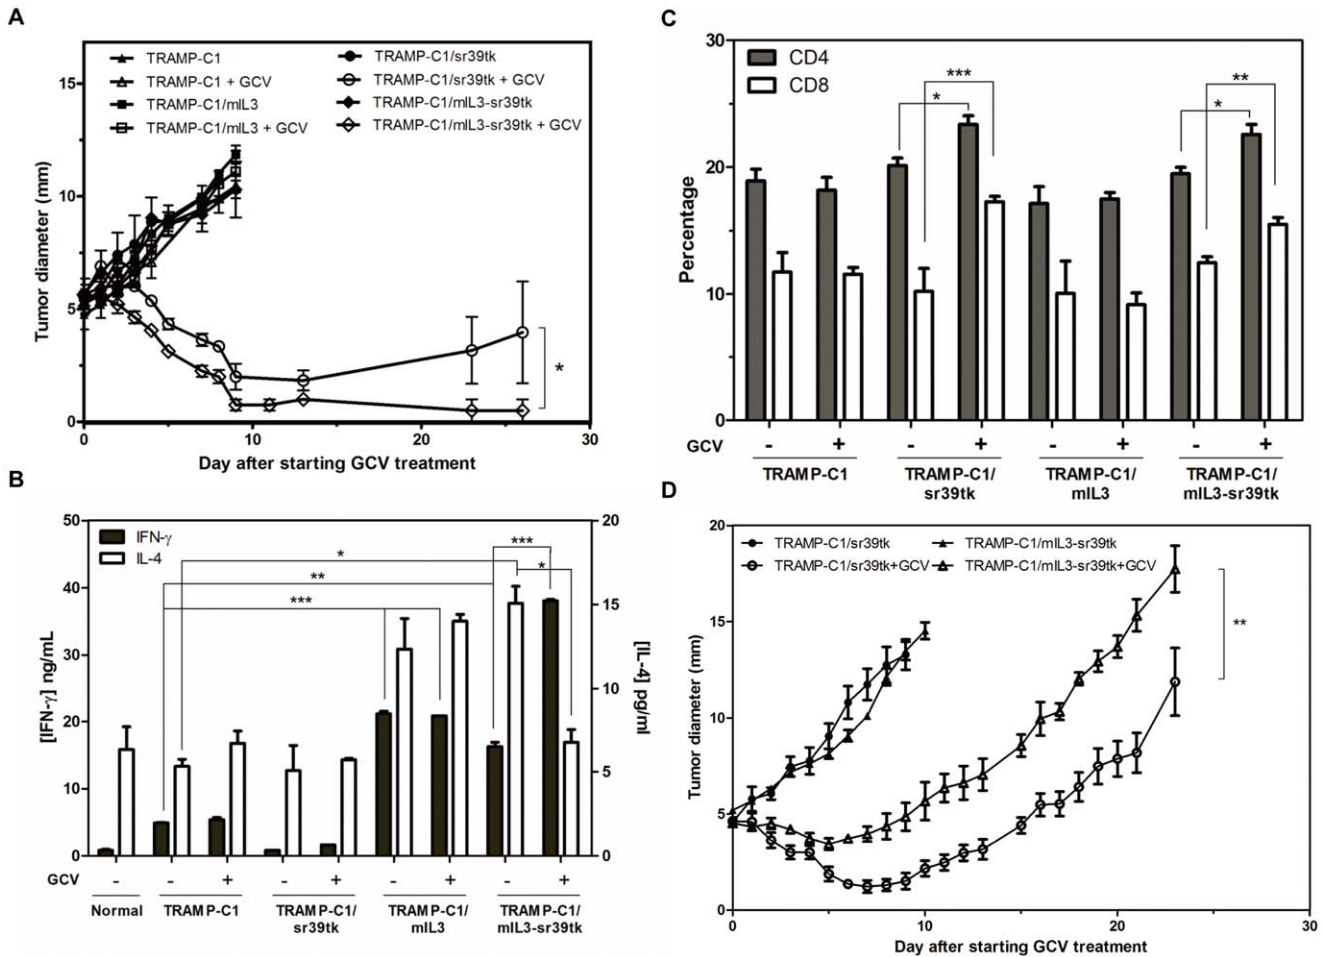 A
TRAMP-C1
TRAMP-C1 + GCV
TRAMP-C1/mIL3
TRAMP-C1/mIL3 + GCV
TRAMP-C1/sr39tk
TRAMP-C1/sr39tk + GCV
TRAMP-C1/mIL3-sr39tk
TRAMP-C1/mIL3-sr39tk + GCV
Tumor diameter (mm)
15
10
5
0
*
0 10 20 30
Day after starting GCV treatment
B
IFN-γ
IL-4
[IFN-γ] ng/mL
50
40
30
20
10
0
*
**
***
***
*
20
15
10
5
0
[IL-4] pg/ml
GCV - - + - + - + - +
Normal TRAMP-C1 TRAMP-C1/ TRAMP-C1/ TRAMP-C1/
sr39tk mIL3 mIL3-sr39tk
C
CD4
CD8
Percentage
30
20
10
0
***
*
**
*
GCV - + - + - + - +
TRAMP-C1 TRAMP-C1/ TRAMP-C1/ TRAMP-C1/
sr39tk mIL3 mIL3-sr39tk
D
TRAMP-C1/sr39tk
TRAMP-C1/sr39tk+GCV
TRAMP-C1/mIL3-sr39tk
TRAMP-C1/mIL3-sr39tk+GCV
Tumor diameter (mm)
20
15
10
5
0
**
0 10 20 30
Day after starting GCV treatment